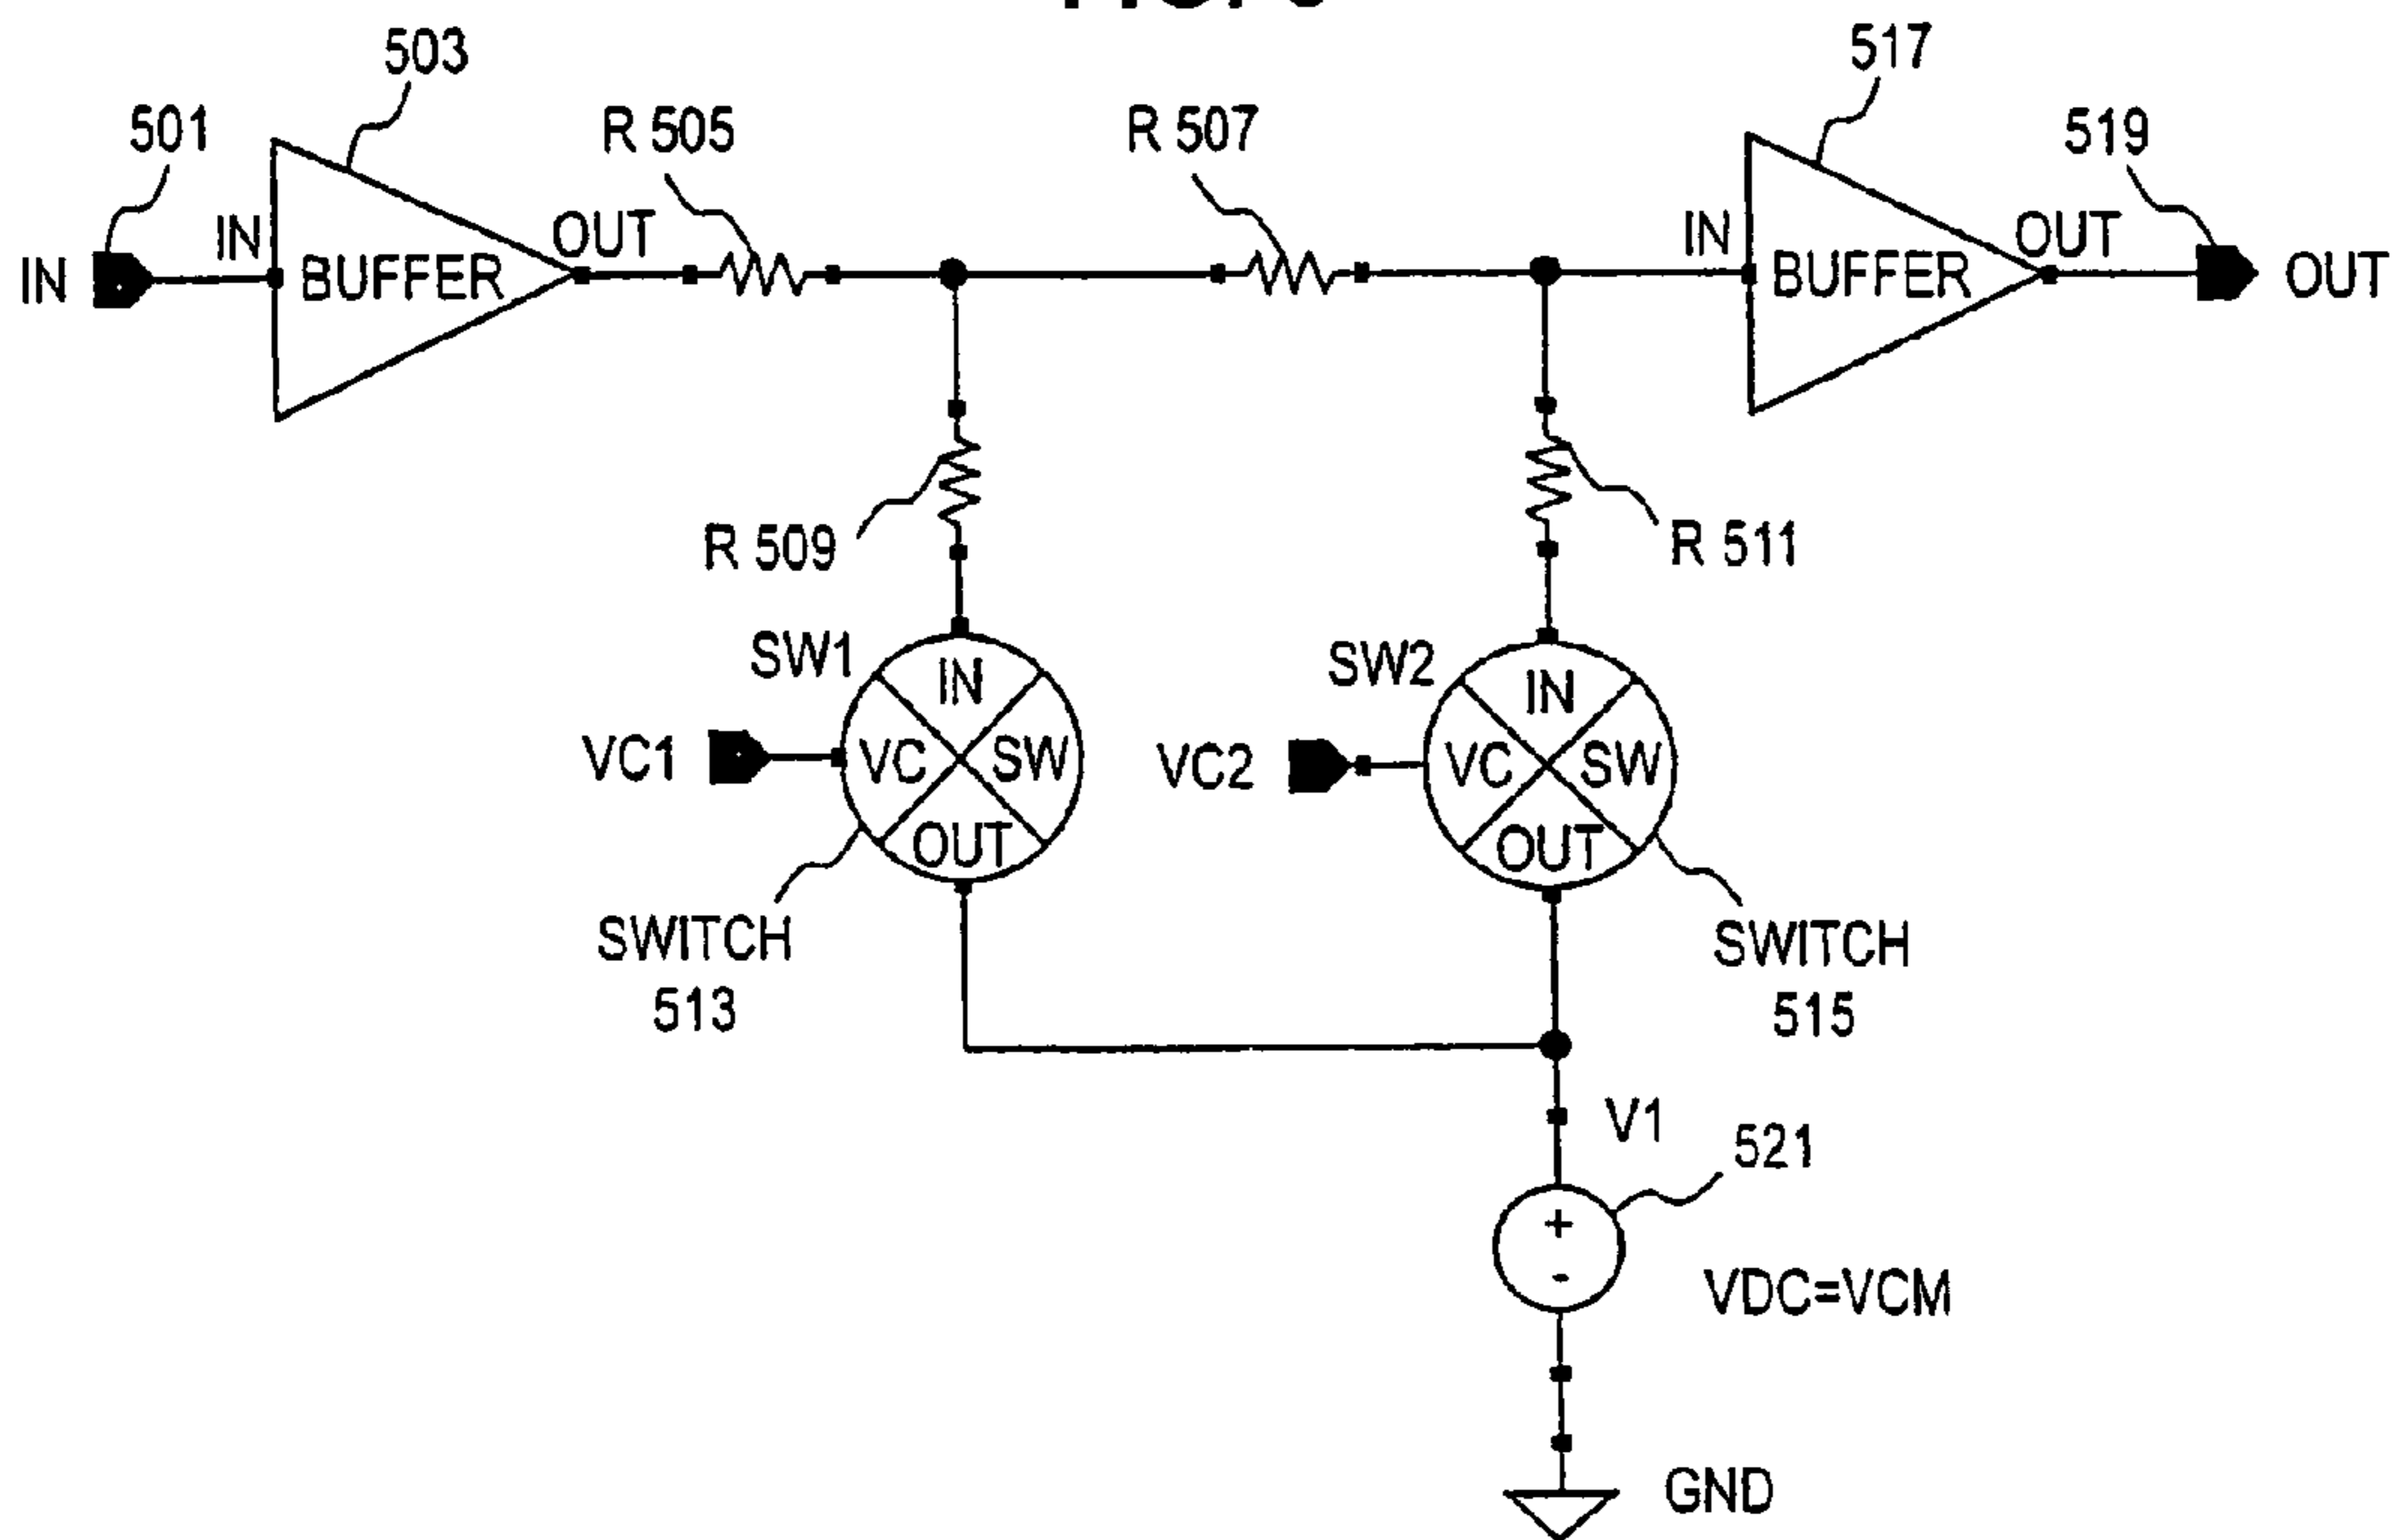 503
517
501
R 505
R 507
519
IN
IN
BUFFER
OUT
IN
BUFFER
OUT
OUT
R 509
R 511
SW1
IN
VC
SW
OUT
VC1
SW2
IN
VC
SW
OUT
VC2
SWITCH
513
SWITCH
515
V1
521
+
-
VDC=VCM
GND